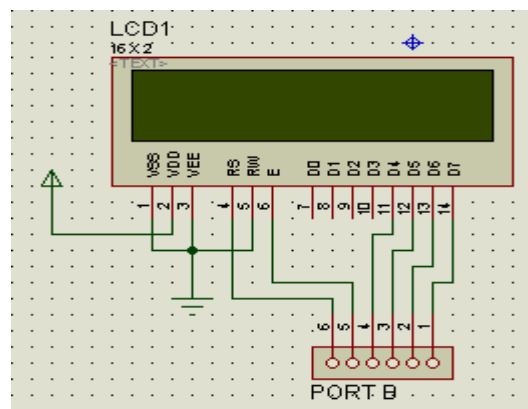 LCD1
16X2
<TEXT>
VSS VDD VEE RS RW E D0 D1 D2 D3 D4 D5 D6 D7
1 2 3 4 5 6 7 8 9 10 11 12 13 14
6 5 4 3 2 1
PORT B